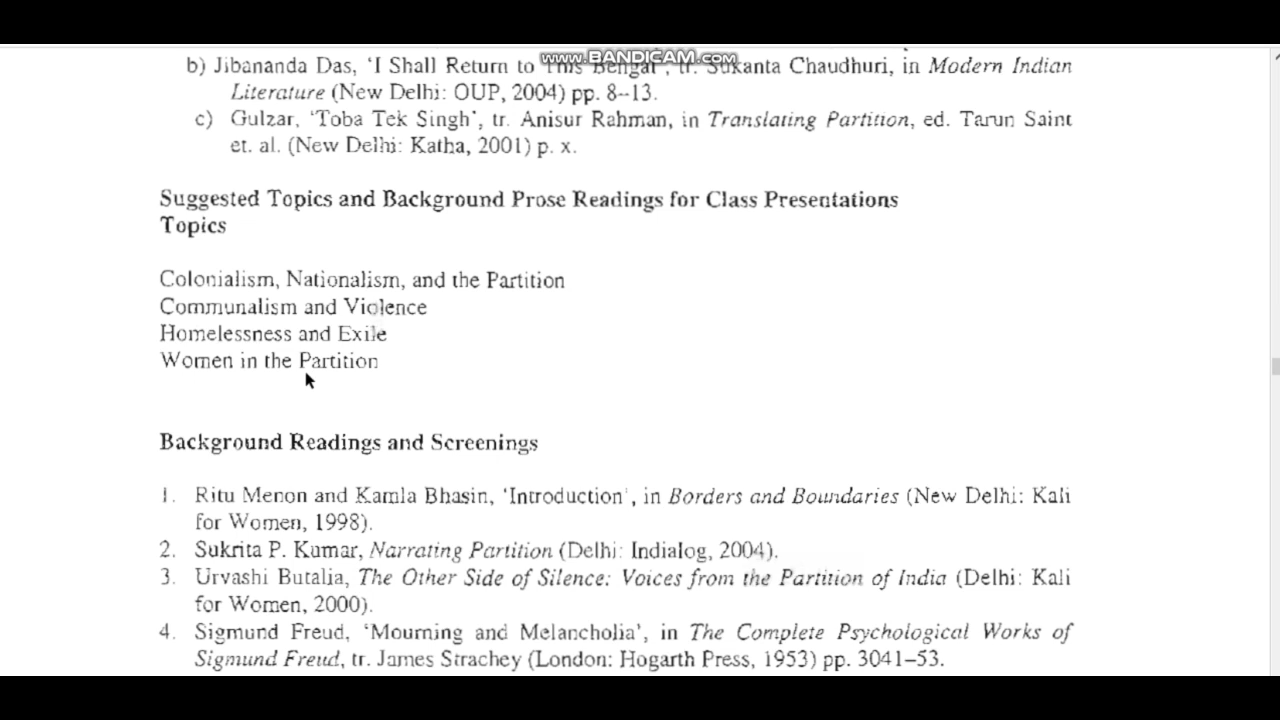 www.BANDICAM.com
b) Jibananda Das, ‘I Shall Return to This Bengal’, tr. Sukanta Chaudhuri, in Modern Indian
Literature (New Delhi: OUP, 2004) pp. 8–13.
c) Gulzar, ‘Toba Tek Singh’, tr. Anisur Rahman, in Translating Partition, ed. Tarun Saint
et. al. (New Delhi: Katha, 2001) p. x.
Suggested Topics and Background Prose Readings for Class Presentations
Topics
Colonialism, Nationalism, and the Partition
Communalism and Violence
Homelessness and Exile
Women in the Partition
Background Readings and Screenings
1. Ritu Menon and Kamla Bhasin, ‘Introduction’, in Borders and Boundaries (New Delhi: Kali
for Women, 1998).
2. Sukrita P. Kumar, Narrating Partition (Delhi: Indialog, 2004).
3. Urvashi Butalia, The Other Side of Silence: Voices from the Partition of India (Delhi: Kali
for Women, 2000).
4. Sigmund Freud, ‘Mourning and Melancholia’, in The Complete Psychological Works of
Sigmund Freud, tr. James Strachey (London: Hogarth Press, 1953) pp. 3041–53.